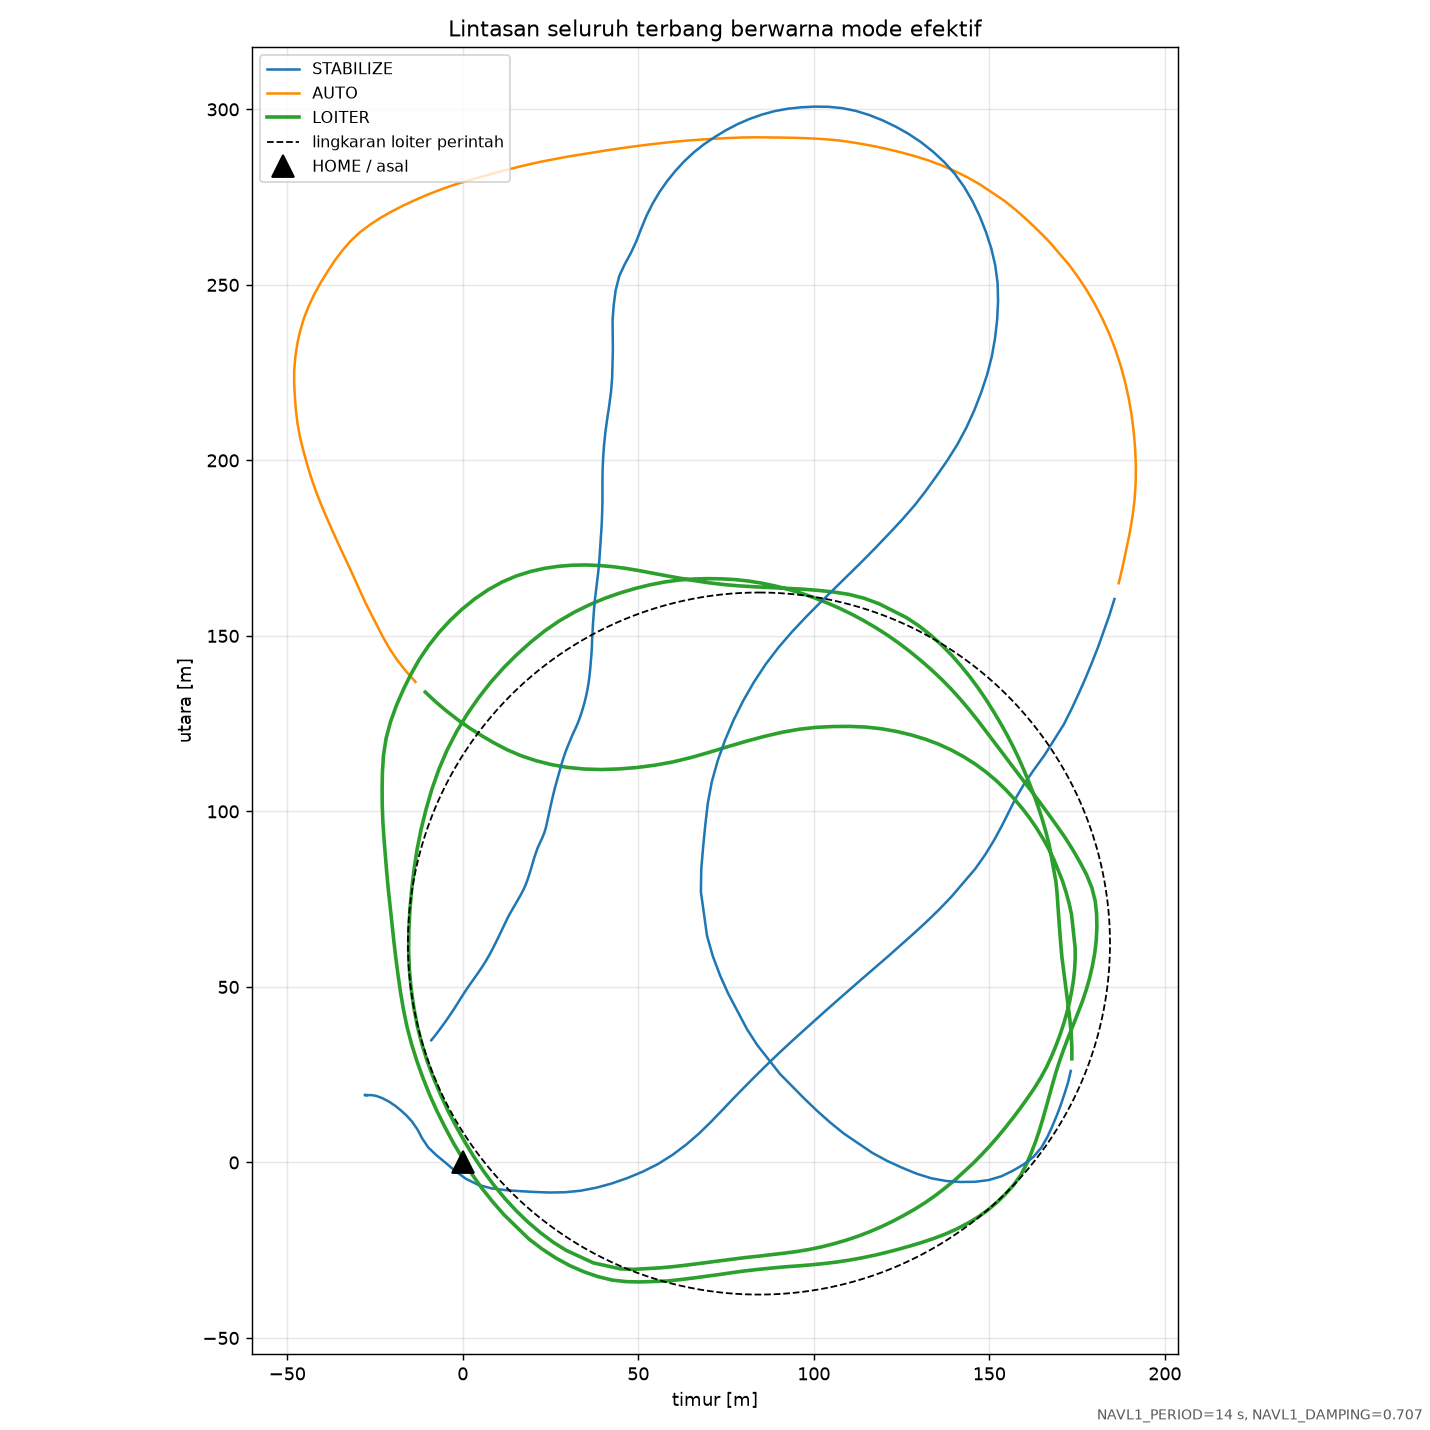 Lintasan seluruh terbang berwarna mode efektif
STABILIZE
AUTO
LOITER
lingkaran loiter perintah
HOME / asal
300
250
200
150
100
50
0
−50
utara [m]
−50
0
50
100
150
200
timur [m]
NAVL1_PERIOD=14 s, NAVL1_DAMPING=0.707